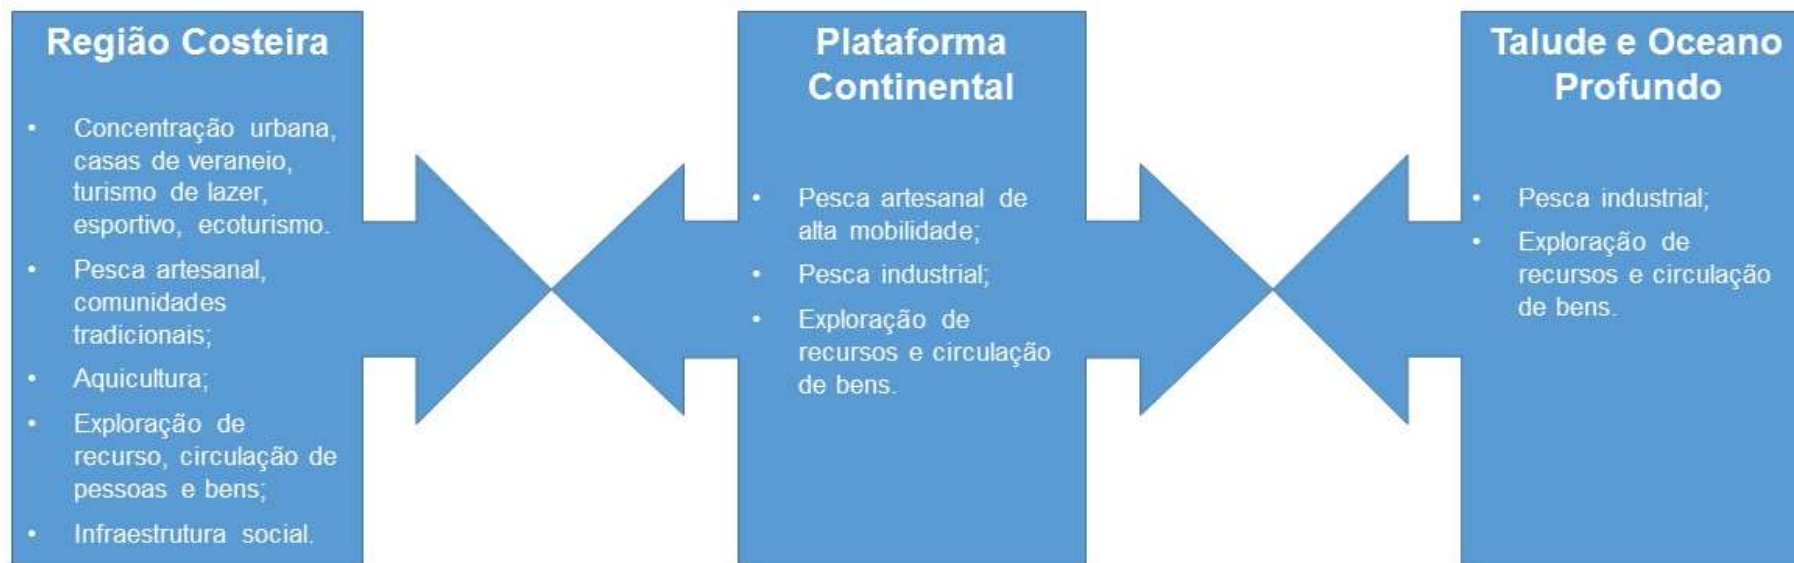 Região Costeira
• Concentração urbana,
casas de veraneio,
turismo de lazer,
esportivo, ecoturismo.
• Pesca artesanal,
comunidades
tradicionais;
• Aquicultura;
• Exploração de
recurso, circulação de
pessoas e bens;
• Infraestrutura social.
Plataforma
Continental
• Pesca artesanal de
alta mobilidade;
• Pesca industrial;
• Exploração de
recursos e circulação
de bens.
Talude e Oceano
Profundo
• Pesca industrial;
• Exploração de
recursos e circulação
de bens.